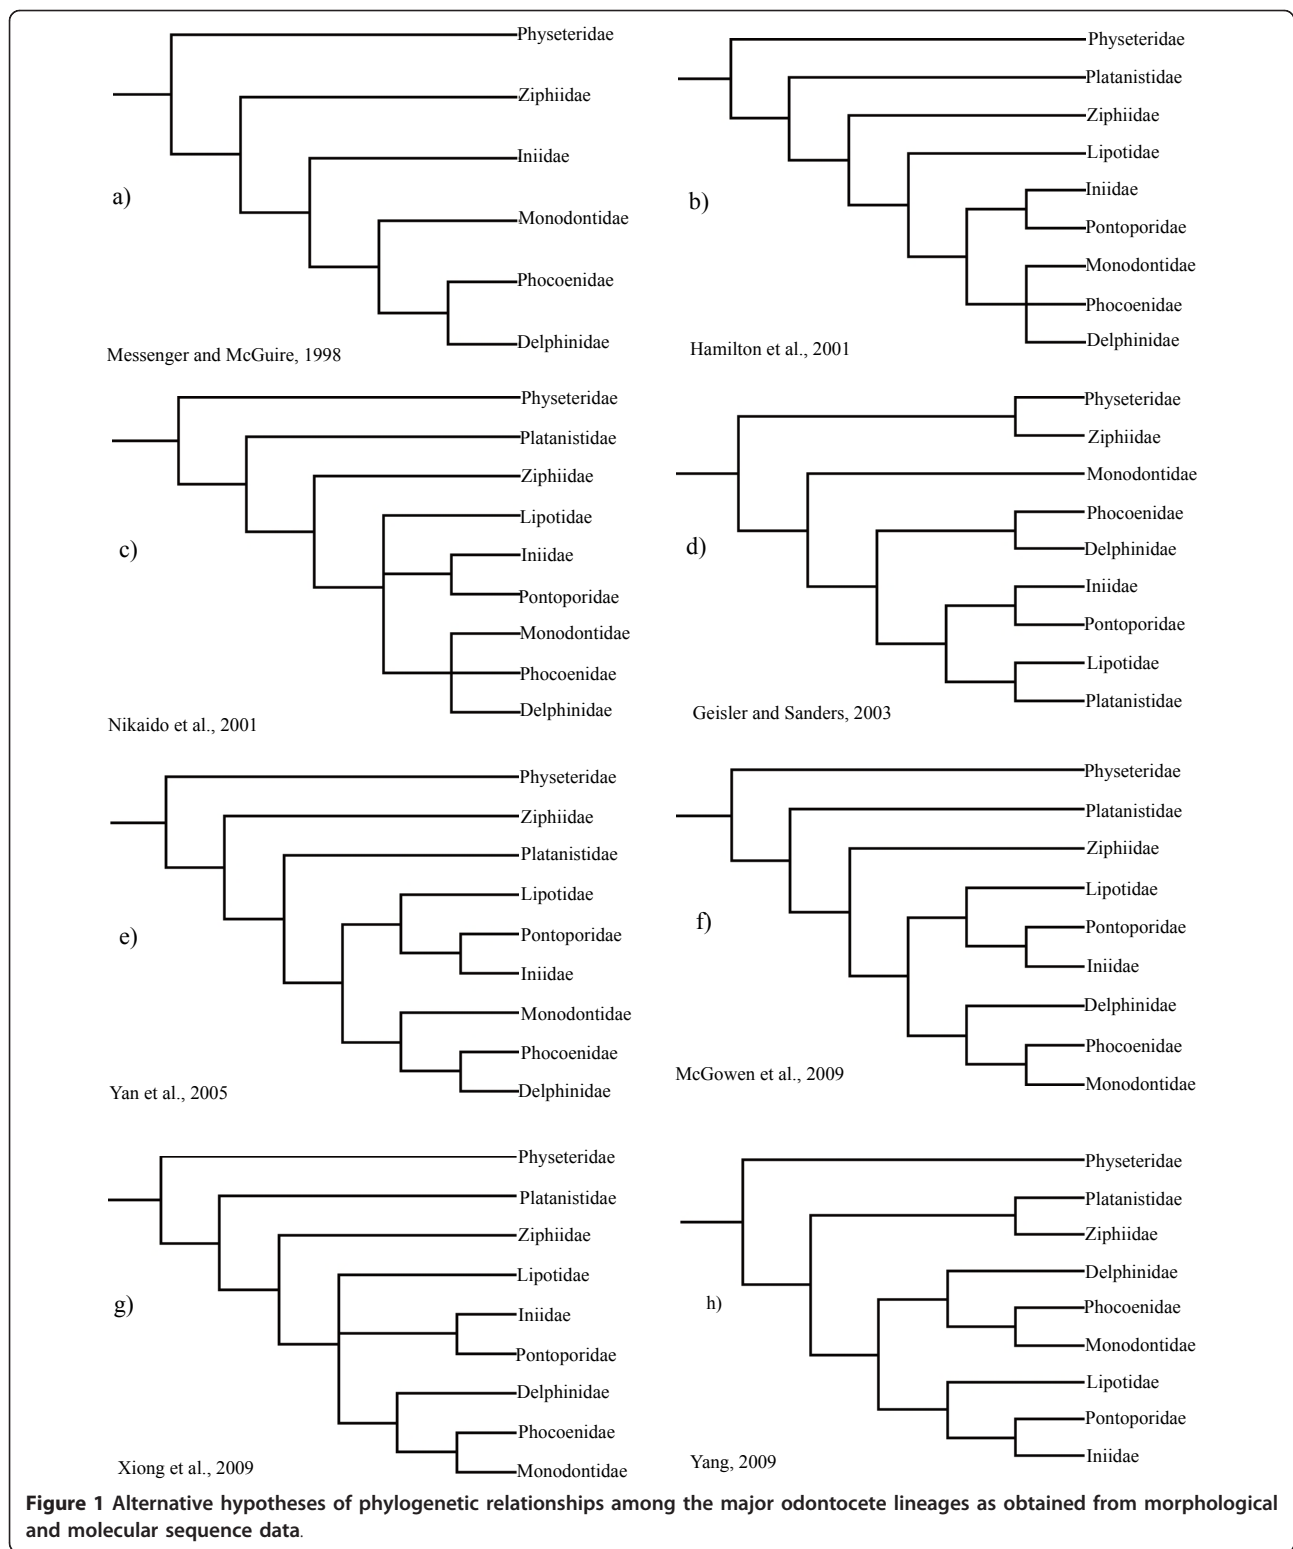 Physeteridae
Ziphiidae
Iniidae
a)
Monodontidae
Phocoenidae
Delphinidae
Messenger and McGuire, 1998
Physeteridae
Platanistidae
Ziphiidae
Lipotidae
b)
Iniidae
Pontoporidae
Monodontidae
Phocoenidae
Delphinidae
Hamilton et al., 2001
Physeteridae
Platanistidae
Ziphiidae
Lipotidae
c)
Iniidae
Pontoporidae
Monodontidae
Phocoenidae
Delphinidae
Nikaido et al., 2001
Physeteridae
Ziphiidae
Monodontidae
Phocoenidae
d)
Delphinidae
Iniidae
Pontoporidae
Lipotidae
Platanistidae
Geisler and Sanders, 2003
Physeteridae
Ziphiidae
Platanistidae
Lipotidae
e)
Pontoporidae
Iniidae
Monodontidae
Phocoenidae
Delphinidae
Yan et al., 2005
Physeteridae
Platanistidae
Ziphiidae
Lipotidae
f)
Pontoporidae
Iniidae
Delphinidae
Phocoenidae
Monodontidae
McGowen et al., 2009
Physeteridae
Platanistidae
Ziphiidae
Lipotidae
g)
Iniidae
Pontoporidae
Delphinidae
Phocoenidae
Monodontidae
Xiong et al., 2009
Physeteridae
Platanistidae
Ziphiidae
Delphinidae
h)
Phocoenidae
Monodontidae
Lipotidae
Pontoporidae
Iniidae
Yang, 2009
Figure 1 Alternative hypotheses of phylogenetic relationships among the major odontocete lineages as obtained from morphological
and molecular sequence data.